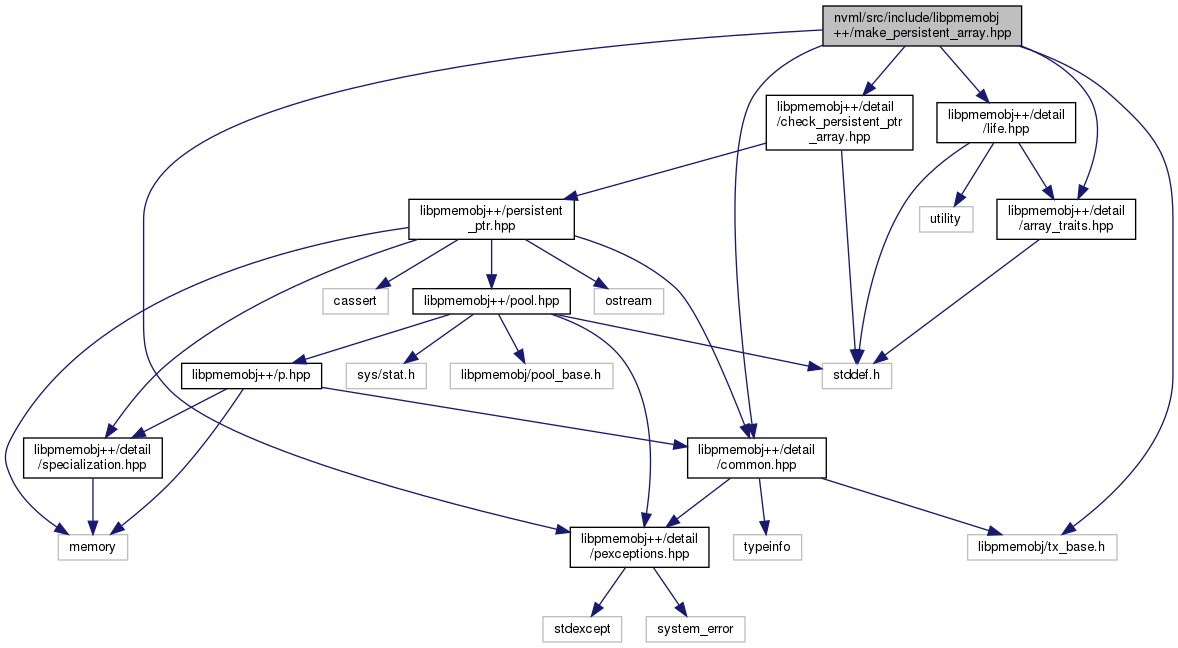 nvml/src/include/libpmemobj
++/make_persistent_array.hpp
libpmemobj++/detail
/check_persistent_ptr
_array.hpp
libpmemobj++/detail
/life.hpp
libpmemobj++/persistent
_ptr.hpp
utility
libpmemobj++/detail
/array_traits.hpp
cassert
libpmemobj++/pool.hpp
ostream
libpmemobj++/p.hpp
sys/stat.h
libpmemobj/pool_base.h
stddef.h
libpmemobj++/detail
/specialization.hpp
libpmemobj++/detail
/common.hpp
memory
libpmemobj++/detail
/pexceptions.hpp
typeinfo
libpmemobj/tx_base.h
stdexcept
system_error